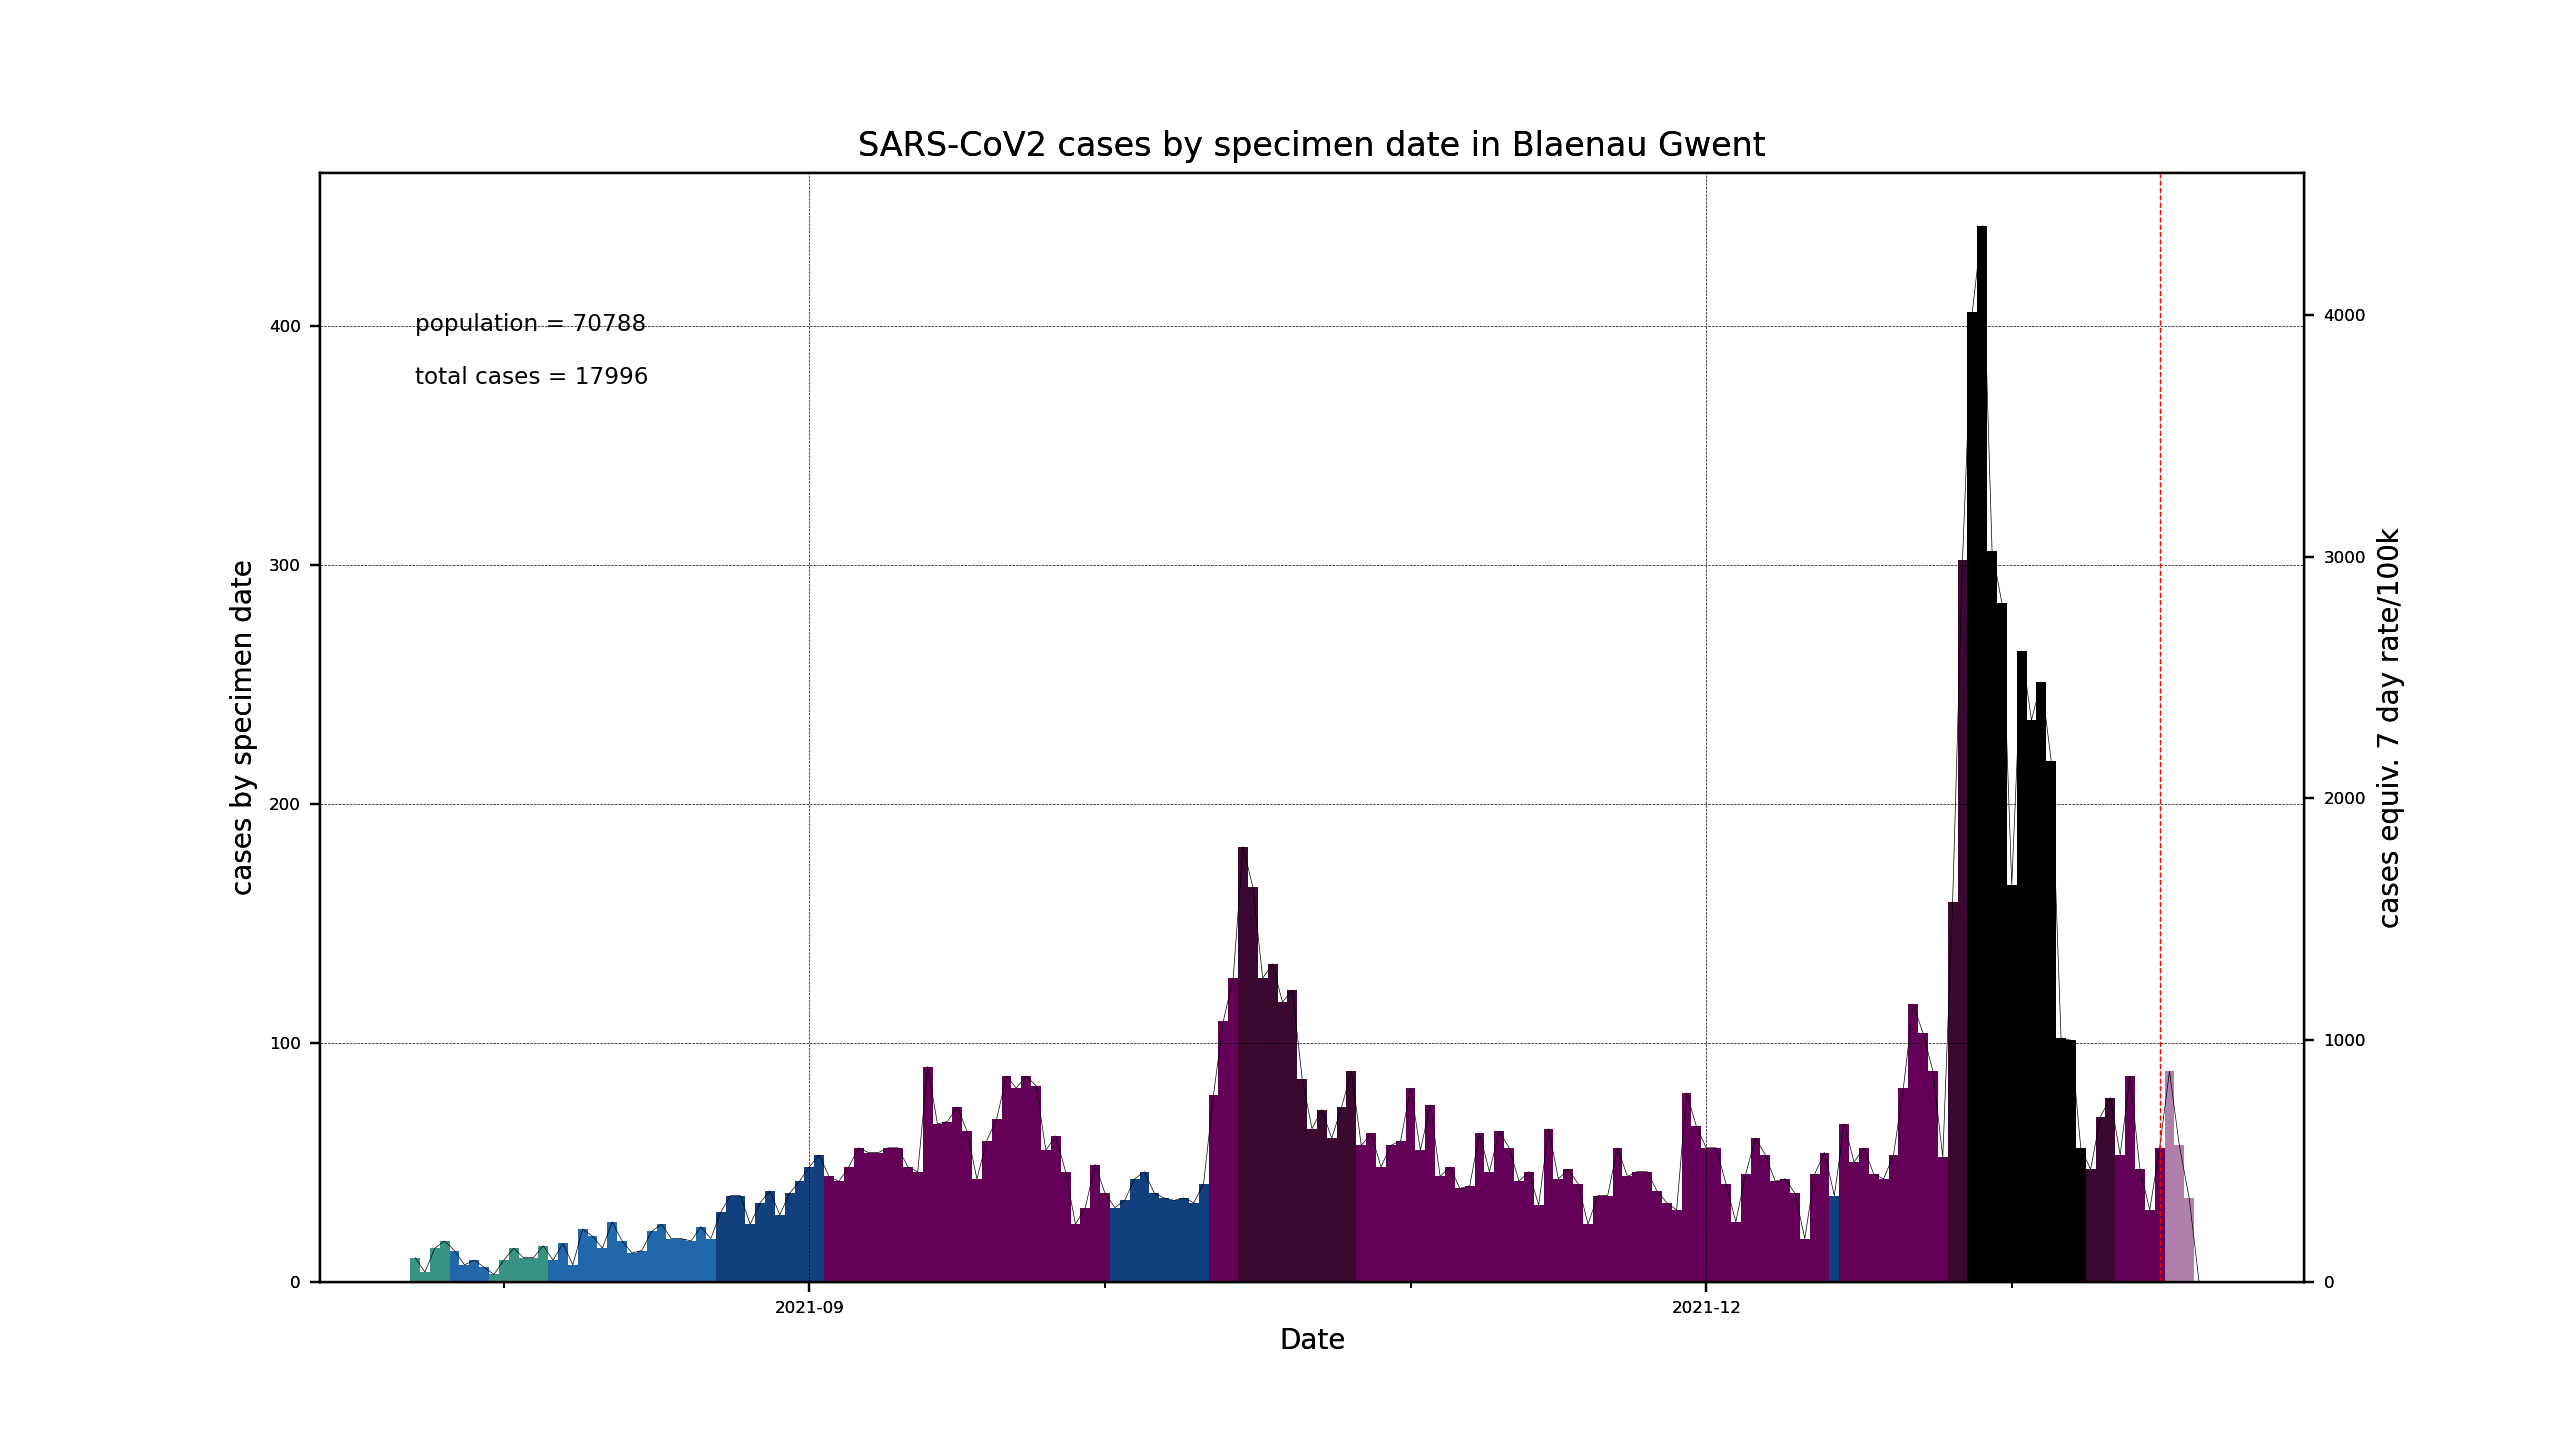 SARS-CoV2 cases by specimen date in Blaenau Gwent
population = 70788
total cases = 17996
cases by specimen date
400
300
200
100
0
4000
3000
2000
1000
0
cases equiv. 7 day rate/100k
2021-09
2021-12
Date